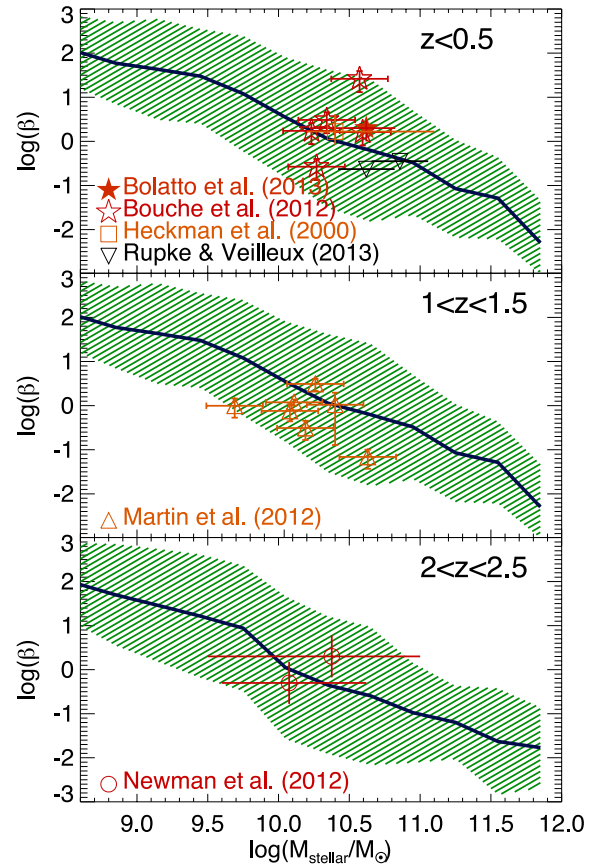 3
2
1
0
-1
-2
log(β)
z<0.5
Bolatto et al. (2013)
Bouche et al. (2012)
Heckman et al. (2000)
Rupke & Veilleux (2013)
2
1
0
-1
-2
log(β)
1<z<1.5
Martin et al. (2012)
3
2
1
0
-1
-2
-3
log(β)
2<z<2.5
Newman et al. (2012)
9.0 9.5 10.0 10.5 11.0 11.5 12.0
log(M_stellar/M_⊙)